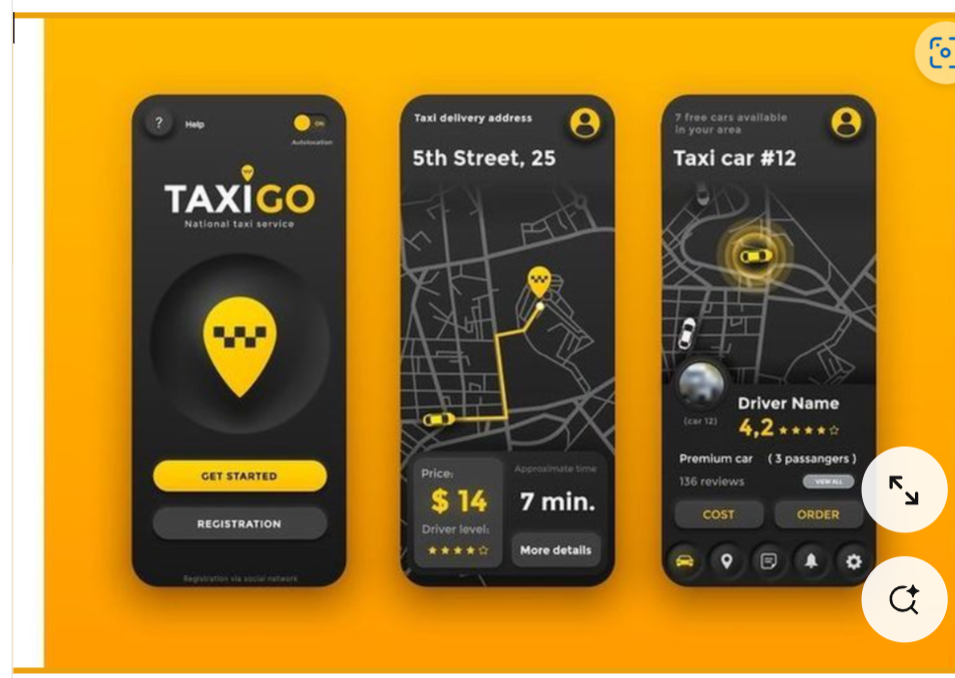 ?
Help
ON
Autolocation
TAXIGO
National taxi service
GET STARTED
REGISTRATION
Registration via social network
Taxi delivery address
5th Street, 25
Price:
$ 14
Driver level:
Approximate time
7 min.
More details
7 free cars available
in your area
Taxi car #12
(car 12)
Driver Name
4,2
Premium car ( 3 passangers )
136 reviews
VIEW ALL
COST
ORDER